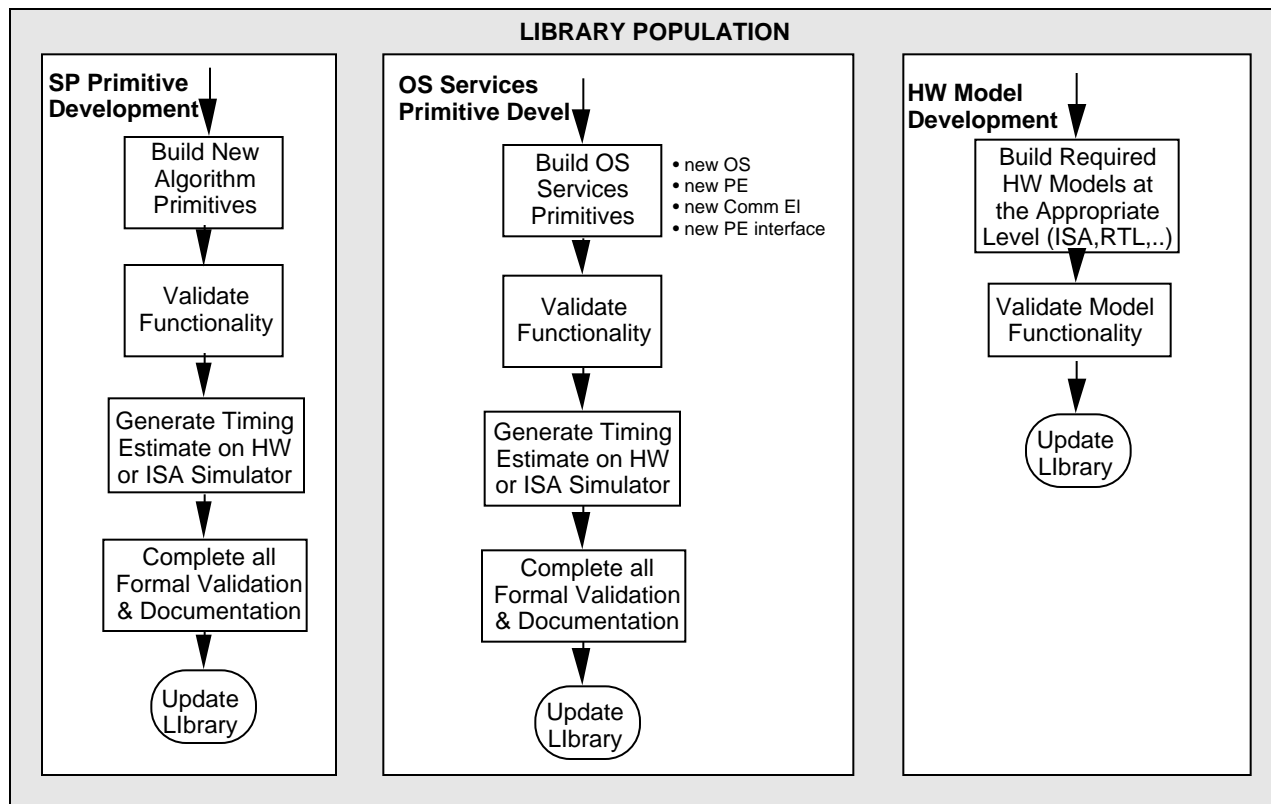 LIBRARY POPULATION
SP Primitive
Development
Build New
Algorithm
Primitives
Validate
Functionality
Generate Timing
Estimate on HW
or ISA Simulator
Complete all
Formal Validation
& Documentation
Update
LIbrary
OS Services
Primitive Devel
Build OS
Services
Primitives
• new OS
• new PE
• new Comm El
• new PE interface
Validate
Functionality
Generate Timing
Estimate on HW
or ISA Simulator
Complete all
Formal Validation
& Documentation
Update
LIbrary
HW Model
Development
Build Required
HW Models at
the Appropriate
Level (ISA,RTL,..)
Validate Model
Functionality
Update
LIbrary